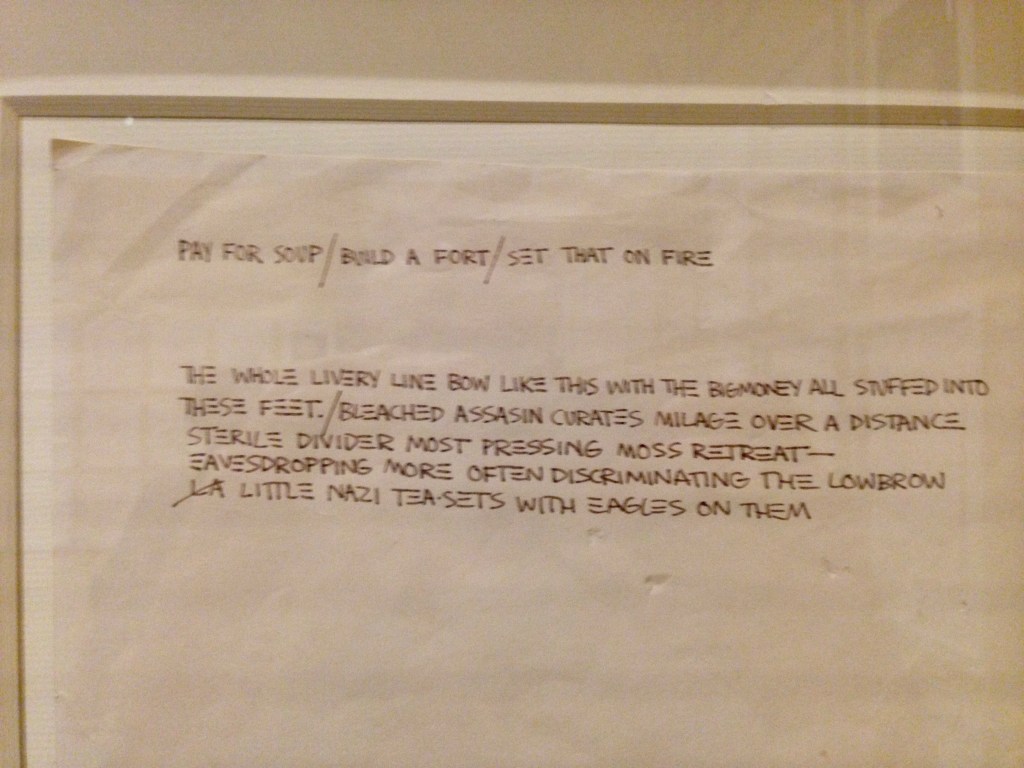 PAY FOR SOUP/BUILD A FORT/SET THAT ON FIRE
THE WHOLE LIVERY LINE BOW LIKE THIS WITH THE BIGMONEY ALL STUFFED INTO
THESE FEET./BLEACHED ASSASIN CURATES MILAGE OVER A DISTANCE
STERILE DIVIDER MOST PRESSING MOSS RETREAT—
EAVESDROPPING MORE OFTEN DISCRIMINATING THE LOWBROW
LA LITTLE NAZI TEA-SETS WITH EAGLES ON THEM